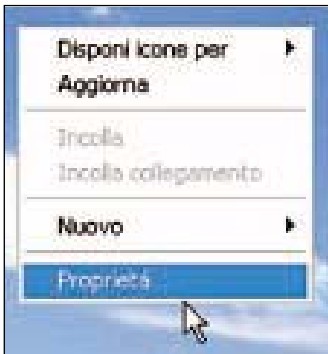 Disponi icone per
Aggiorna
Incolla
Incolla collegamento
Nuovo
Proprietà